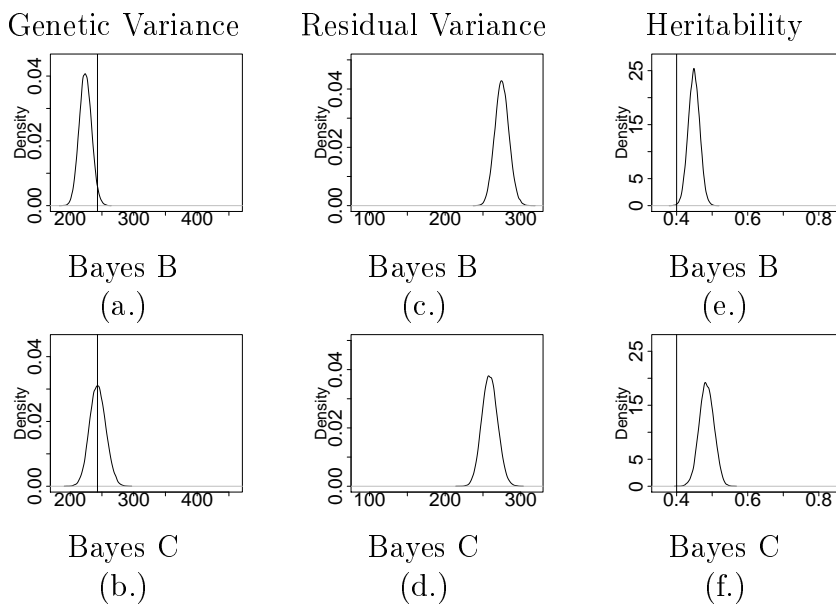 Genetic Variance Residual Variance Heritability
Density
0.00 0.02 0.04
200 300 400
Density
0.00 0.02 0.04
100 200 300
Density
0 5 15 25
0.4 0.6 0.8
Bayes B Bayes B Bayes B
(a.) (c.) (e.)
Density
0.00 0.02 0.04
200 300 400
Density
0.00 0.02 0.04
100 200 300
Density
0 5 15 25
0.4 0.6 0.8
Bayes C Bayes C Bayes C
(b.) (d.) (f.)